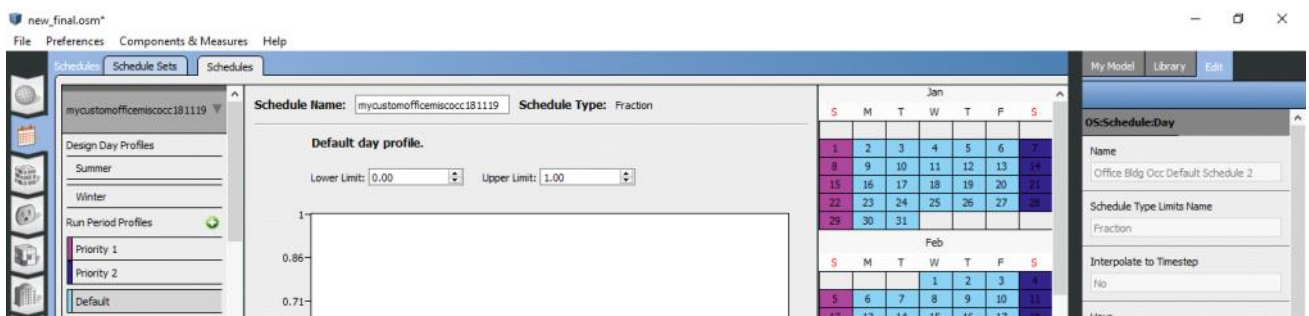 new_final.osm*
File Preferences Components & Measures Help
Schedules Schedule Sets Schedules
My Model Library Edit
mycustomofficemiscocc181119
Design Day Profiles
Summer
Winter
Run Period Profiles
Priority 1
Priority 2
Default
Schedule Name: mycustomofficemiscocc181119 Schedule Type: Fraction
Default day profile.
Lower Limit: 0.00 Upper Limit: 1.00
1
0.86
0.71
Jan
S M T W T F S
1 2 3 4 5 6 7
8 9 10 11 12 13 14
15 16 17 18 19 20 21
22 23 24 25 26 27 28
29 30 31
Feb
S M T W T F S
1 2 3 4
5 6 7 8 9 10 11
OS:Schedule:Day
Name
Office Bldg Occ Default Schedule 2
Schedule Type Limits Name
Fraction
Interpolate to Timestep
No